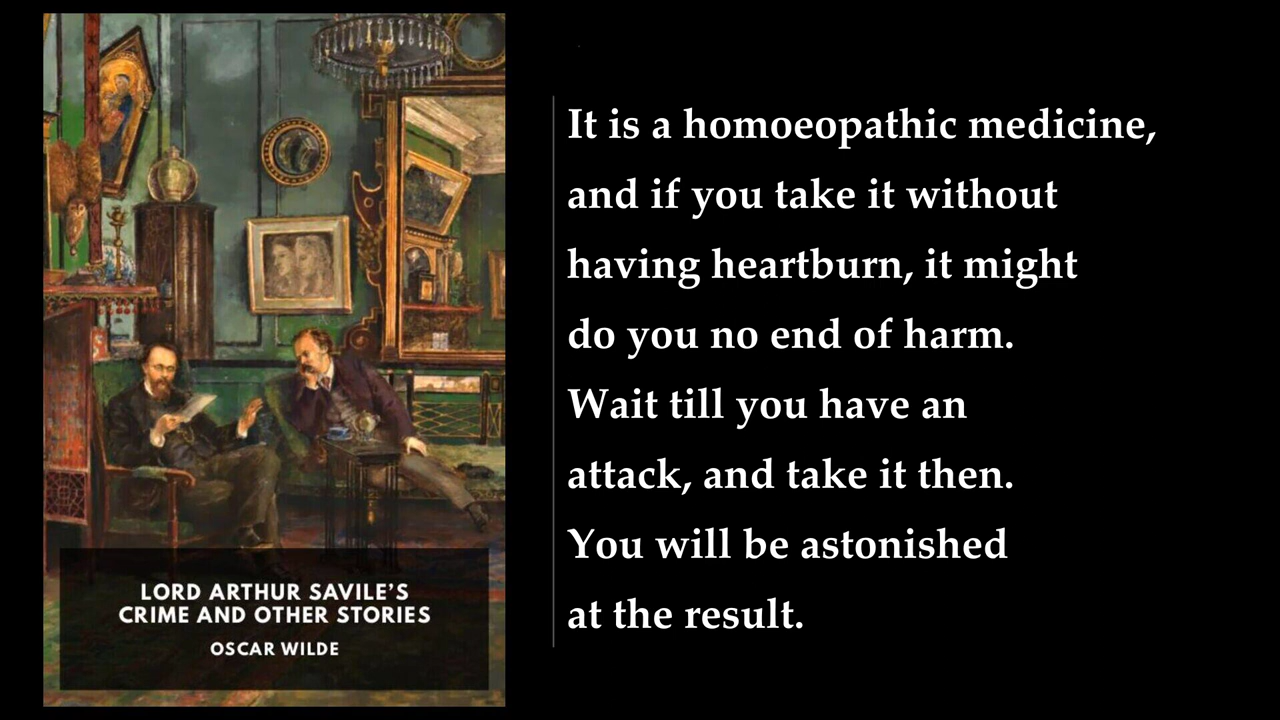 LORD ARTHUR SAVILE’S
CRIME AND OTHER STORIES
OSCAR WILDE
It is a homoeopathic medicine,
and if you take it without
having heartburn, it might
do you no end of harm.
Wait till you have an
attack, and take it then.
You will be astonished
at the result.